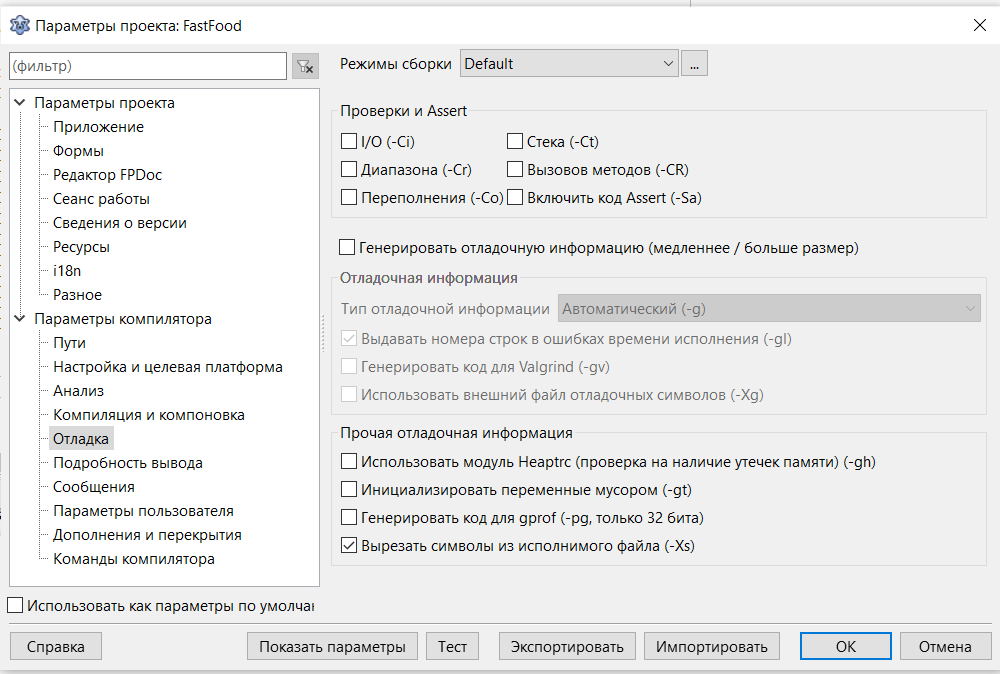 Параметры проекта: FastFood
(фильтр)
Режимы сборки Default ...
Параметры проекта
Приложение
Формы
Редактор FPDoc
Сеанс работы
Сведения о версии
Ресурсы
i18n
Разное
Параметры компилятора
Пути
Настройка и целевая платформа
Анализ
Компиляция и компоновка
Отладка
Подробность вывода
Сообщения
Параметры пользователя
Дополнения и перекрытия
Команды компилятора
Проверки и Assert
I/O (-Ci) Стека (-Ct)
Диапазона (-Cr) Вызовов методов (-CR)
Переполнения (-Co) Включить код Assert (-Sa)
Генерировать отладочную информацию (медленнее / больше размер)
Отладочная информация
Тип отладочной информации Автоматический (-g)
Выдавать номера строк в ошибках времени исполнения (-gl)
Генерировать код для Valgrind (-gv)
Использовать внешний файл отладочных символов (-Xg)
Прочая отладочная информация
Использовать модуль Heaptrc (проверка на наличие утечек памяти) (-gh)
Инициализировать переменные мусором (-gt)
Генерировать код для gprof (-pg, только 32 бита)
Вырезать символы из исполнимого файла (-Xs)
Использовать как параметры по умолчан
Справка Показать параметры Тест Экспортировать Импортировать OK Отмена